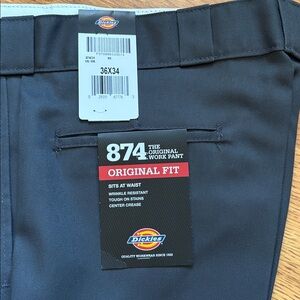 Dickies
36X34
874 THE
ORIGINAL
WORK PANT
ORIGINAL FIT
SITS AT WAIST
WRINKLE RESISTANT
TOUGH ON STAINS
CENTER CREASE
Dickies
QUALITY WORKWEAR SINCE 1922